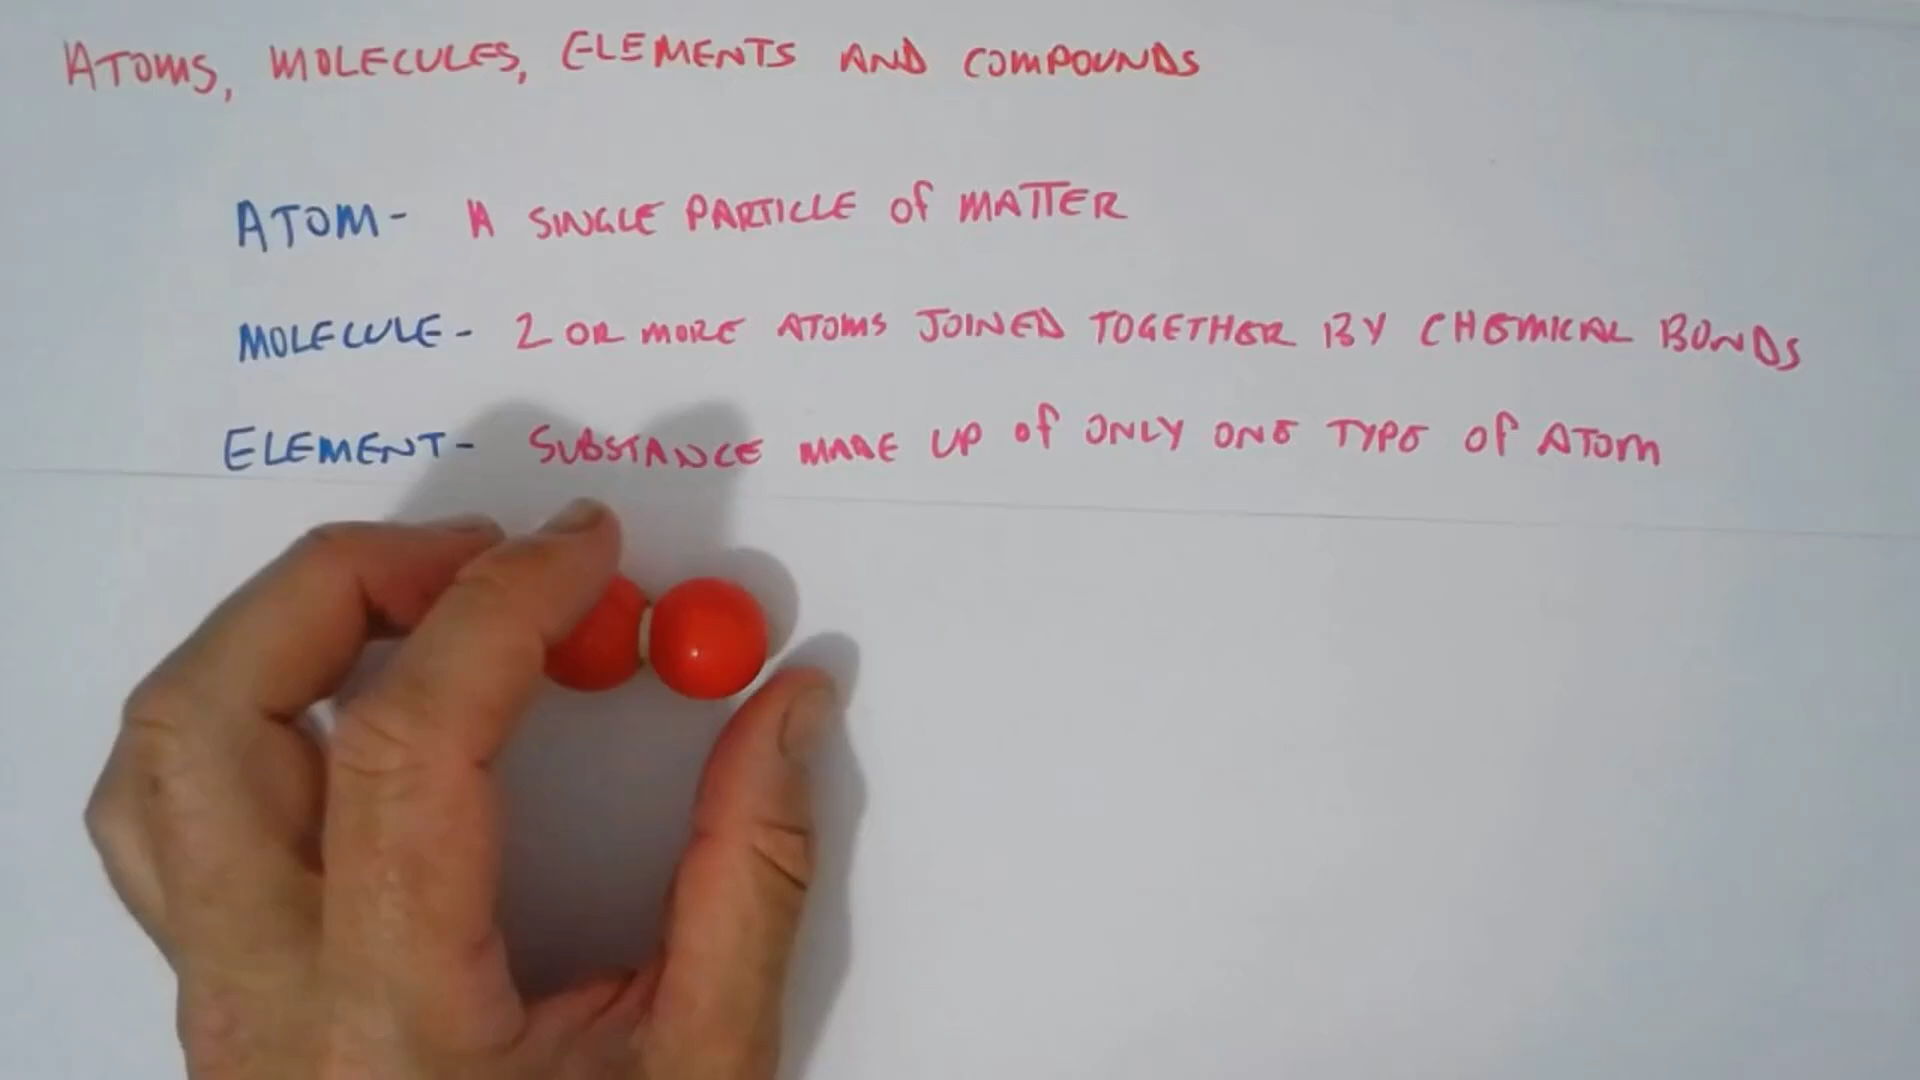 ATOMS, MOLECULES, ELEMENTS AND COMPOUNDS
ATOM- A SINGLE PARTICLE OF MATTER
MOLECULE- 2 OR MORE ATOMS JOINED TOGETHER BY CHEMICAL BONDS
ELEMENT- SUBSTANCE MADE UP OF ONLY ONE TYPE OF ATOM